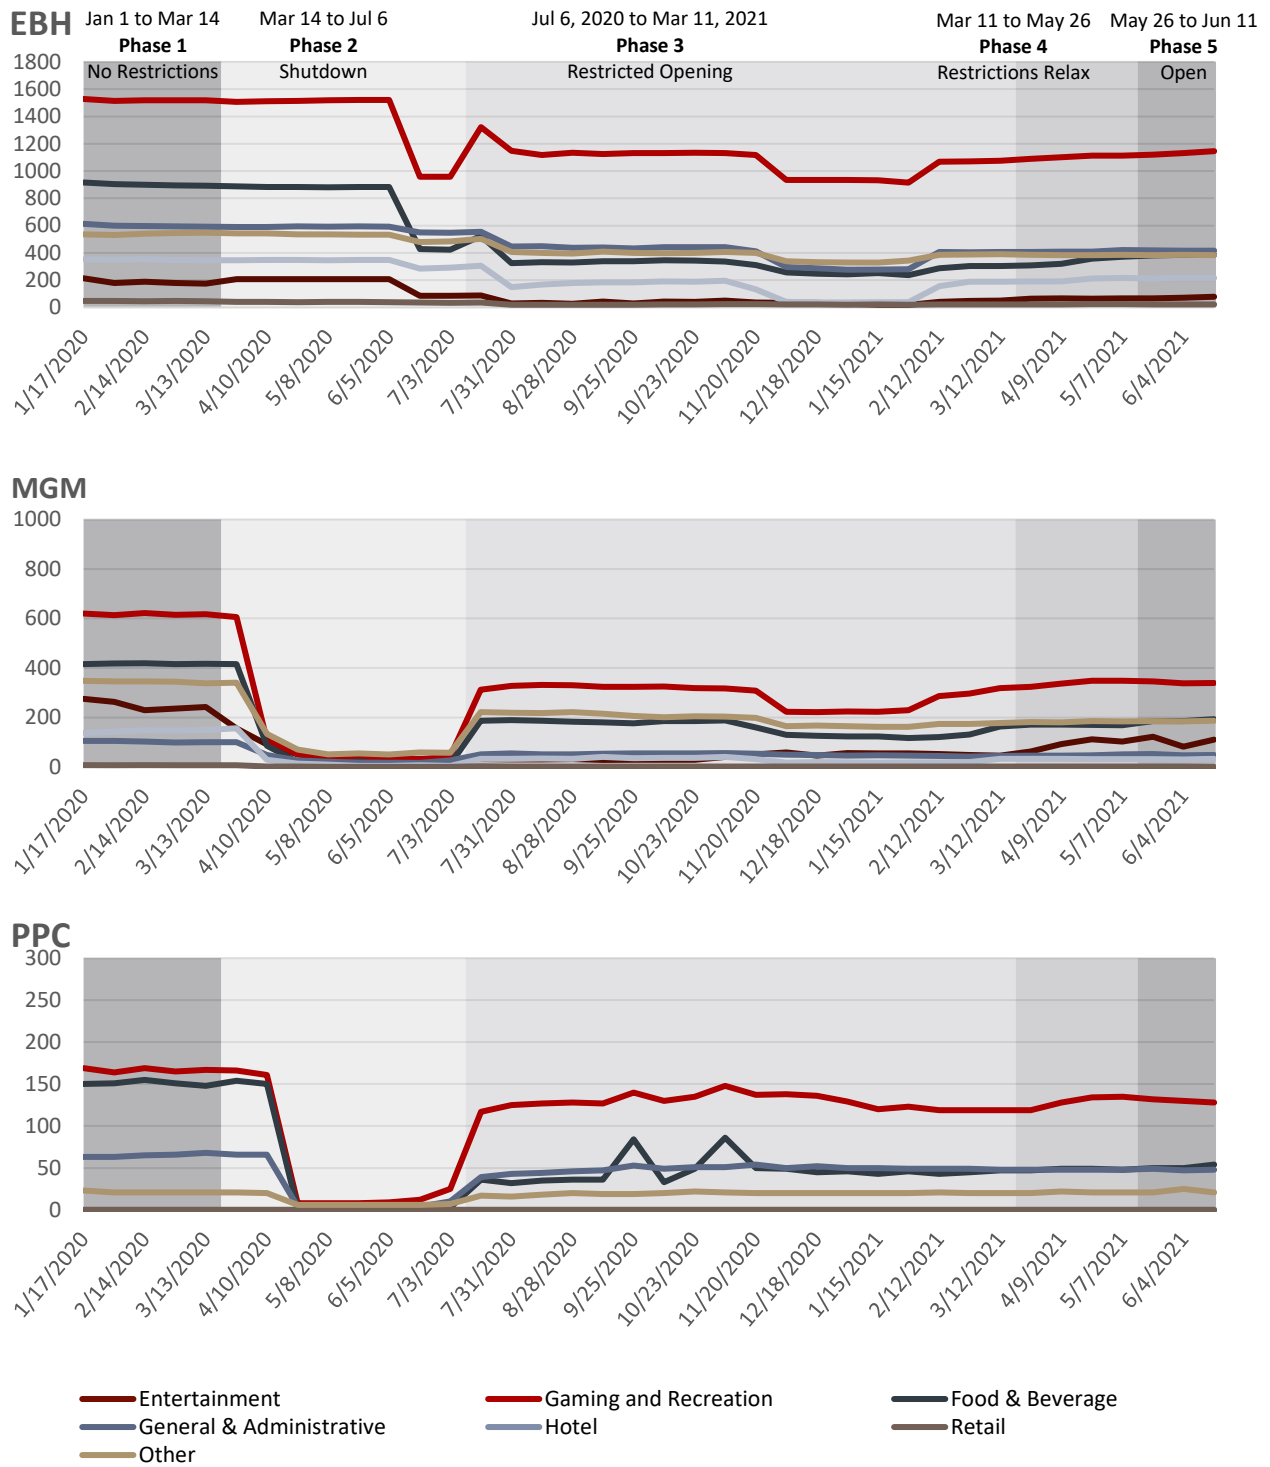 EBH
Jan 1 to Mar 14 Mar 14 to Jul 6 Jul 6, 2020 to Mar 11, 2021 Mar 11 to May 26 May 26 to Jun 11
Phase 1 Phase 2 Phase 3 Phase 4 Phase 5
No Restrictions Shutdown Restricted Opening Restrictions Relax Open
1800
1600
1400
1200
1000
800
600
400
200
0
1/17/2020 2/14/2020 3/13/2020 4/10/2020 5/8/2020 6/5/2020 7/3/2020 7/31/2020 8/28/2020 9/25/2020 10/23/2020 11/20/2020 12/18/2020 1/15/2021 2/12/2021 3/12/2021 4/9/2021 5/7/2021 6/4/2021
MGM
1000
800
600
400
200
0
1/17/2020 2/14/2020 3/13/2020 4/10/2020 5/8/2020 6/5/2020 7/3/2020 7/31/2020 8/28/2020 9/25/2020 10/23/2020 11/20/2020 12/18/2020 1/15/2021 2/12/2021 3/12/2021 4/9/2021 5/7/2021 6/4/2021
PPC
300
250
200
150
100
50
0
1/17/2020 2/14/2020 3/13/2020 4/10/2020 5/8/2020 6/5/2020 7/3/2020 7/31/2020 8/28/2020 9/25/2020 10/23/2020 11/20/2020 12/18/2020 1/15/2021 2/12/2021 3/12/2021 4/9/2021 5/7/2021 6/4/2021
Entertainment Gaming and Recreation Food & Beverage
General & Administrative Hotel Retail
Other